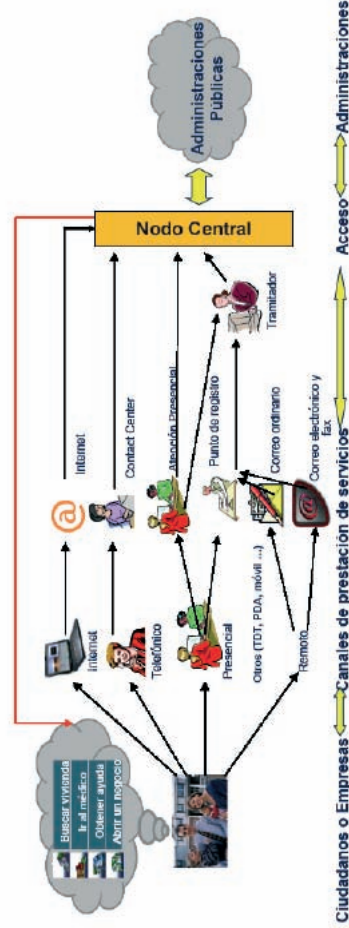 Buscar vivienda
Ir al médico
Obtener ayuda
Abrir un negocio
Internet
Telefónico
Presencial
Otros (TDT, PDA, móvil ...)
Remoto
@
Internet
Contact Center
Atención Presencial
Punto de registro
Correo ordinario
@
Correo electrónico y
fax
Tramitador
Nodo Central
Administraciones
Públicas
Ciudadanos o Empresas
Canales de prestación de servicios
Acceso
Administraciones